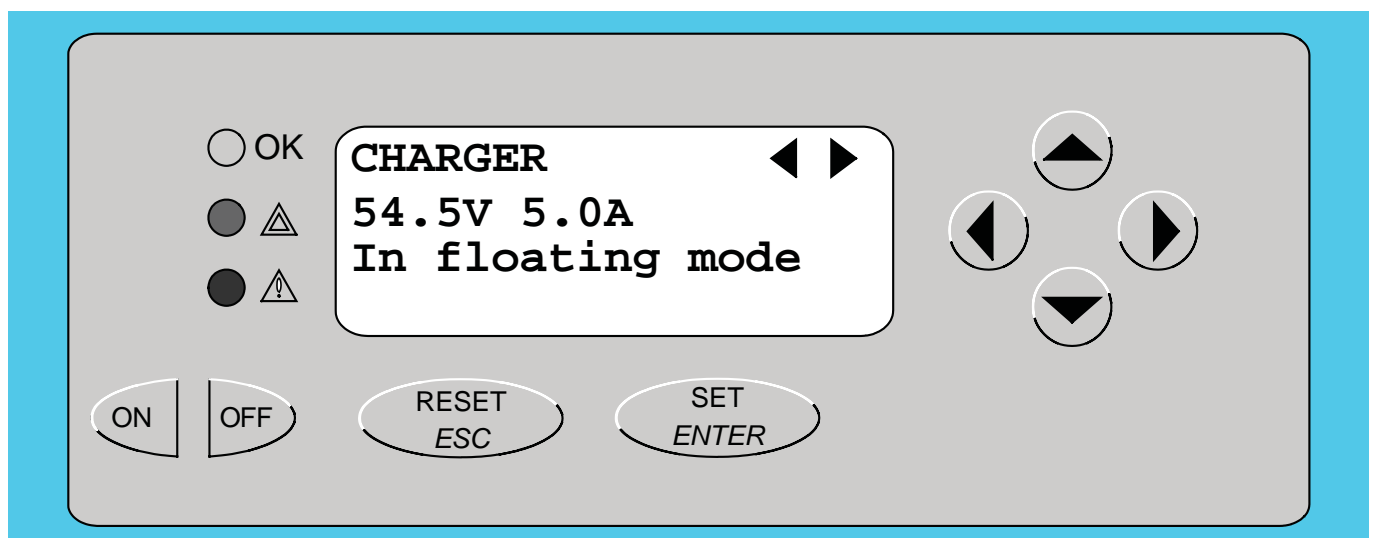 OK
CHARGER
54.5V 5.0A
In floating mode
ON
OFF
RESET
ESC
SET
ENTER